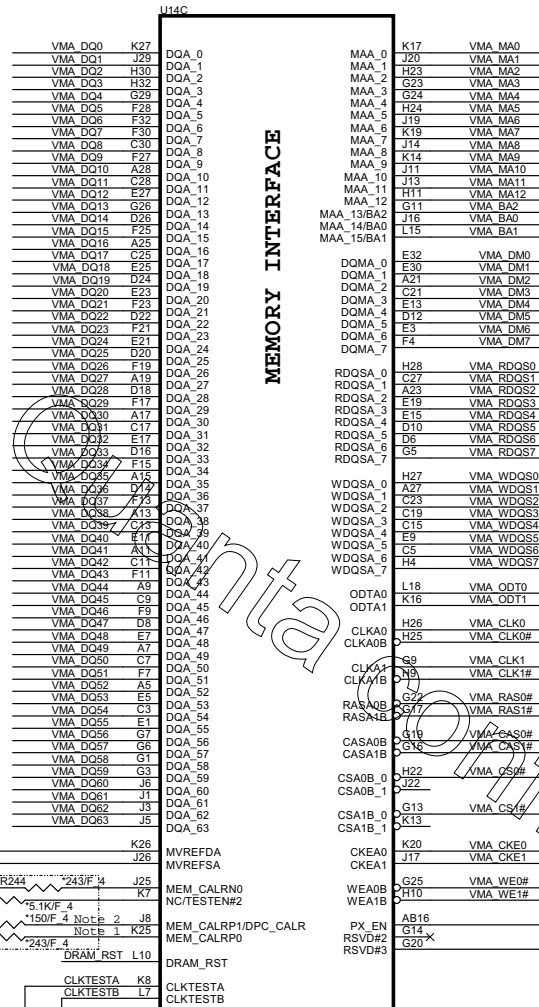 U14C
MEMORY INTERFACE
VMA_DQ0 K27 DQA_0
VMA_DQ1 J29 DQA_1
VMA_DQ2 H30 DQA_2
VMA_DQ3 H32 DQA_3
VMA_DQ4 G29 DQA_4
VMA_DQ5 F28 DQA_5
VMA_DQ6 F32 DQA_6
VMA_DQ7 F30 DQA_7
VMA_DQ8 C30 DQA_8
VMA_DQ9 F27 DQA_9
VMA_DQ10 A28 DQA_10
VMA_DQ11 C28 DQA_11
VMA_DQ12 E27 DQA_12
VMA_DQ13 G26 DQA_13
VMA_DQ14 D26 DQA_14
VMA_DQ15 F25 DQA_15
VMA_DQ16 A25 DQA_16
VMA_DQ17 C25 DQA_17
VMA_DQ18 E25 DQA_18
VMA_DQ19 D24 DQA_19
VMA_DQ20 E23 DQA_20
VMA_DQ21 F23 DQA_21
VMA_DQ22 D22 DQA_22
VMA_DQ23 F21 DQA_23
VMA_DQ24 E21 DQA_24
VMA_DQ25 D20 DQA_25
VMA_DQ26 F19 DQA_26
VMA_DQ27 A19 DQA_27
VMA_DQ28 D18 DQA_28
VMA_DQ29 F17 DQA_29
VMA_DQ30 A17 DQA_30
VMA_DQ31 C17 DQA_31
VMA_DQ32 E17 DQA_32
VMA_DQ33 D16 DQA_33
VMA_DQ34 F15 DQA_34
VMA_DQ35 A15 DQA_35
VMA_DQ36 D14 DQA_36
VMA_DQ37 F13 DQA_37
VMA_DQ38 A13 DQA_38
VMA_DQ39 C13 DQA_39
VMA_DQ40 E11 DQA_40
VMA_DQ41 A11 DQA_41
VMA_DQ42 C11 DQA_42
VMA_DQ43 F11 DQA_43
VMA_DQ44 A9 DQA_44
VMA_DQ45 C9 DQA_45
VMA_DQ46 F9 DQA_46
VMA_DQ47 D8 DQA_47
VMA_DQ48 E7 DQA_48
VMA_DQ49 A7 DQA_49
VMA_DQ50 C7 DQA_50
VMA_DQ51 F7 DQA_51
VMA_DQ52 A5 DQA_52
VMA_DQ53 E5 DQA_53
VMA_DQ54 C3 DQA_54
VMA_DQ55 E1 DQA_55
VMA_DQ56 G7 DQA_56
VMA_DQ57 G6 DQA_57
VMA_DQ58 G1 DQA_58
VMA_DQ59 G3 DQA_59
VMA_DQ60 J6 DQA_60
VMA_DQ61 J1 DQA_61
VMA_DQ62 J3 DQA_62
VMA_DQ63 J5 DQA_63
K26 MVREFDA
J26 MVREFSA
R244 *243/F_4 J25 MEM_CALRN0
K7 NC/TESTEN#2
*5.1K/F_4
*150/F_4 Note 2 J8 MEM_CALRP1/DPC_CALR
Note 1 K25 MEM_CALRP0
*243/F_4
DRAM_RST L10 DRAM_RST
CLKTESTA K8 CLKTESTA
CLKTESTB L7 CLKTESTB
MAA_0 K17 VMA_MA0
MAA_1 J20 VMA_MA1
MAA_2 H23 VMA_MA2
MAA_3 G23 VMA_MA3
MAA_4 G24 VMA_MA4
MAA_5 H24 VMA_MA5
MAA_6 J19 VMA_MA6
MAA_7 K19 VMA_MA7
MAA_8 J14 VMA_MA8
MAA_9 K14 VMA_MA9
MAA_10 J11 VMA_MA10
MAA_11 J13 VMA_MA11
MAA_12 H11 VMA_MA12
MAA_13/BA2 G11 VMA_BA2
MAA_14/BA0 J16 VMA_BA0
MAA_15/BA1 L15 VMA_BA1
DQMA_0 E32 VMA_DM0
DQMA_1 E30 VMA_DM1
DQMA_2 A21 VMA_DM2
DQMA_3 C21 VMA_DM3
DQMA_4 E13 VMA_DM4
DQMA_5 D12 VMA_DM5
DQMA_6 E3 VMA_DM6
DQMA_7 F4 VMA_DM7
RDQSA_0 H28 VMA_RDQS0
RDQSA_1 C27 VMA_RDQS1
RDQSA_2 A23 VMA_RDQS2
RDQSA_3 E19 VMA_RDQS3
RDQSA_4 E15 VMA_RDQS4
RDQSA_5 D10 VMA_RDQS5
RDQSA_6 D6 VMA_RDQS6
RDQSA_7 G5 VMA_RDQS7
WDQSA_0 H27 VMA_WDQS0
WDQSA_1 A27 VMA_WDQS1
WDQSA_2 C23 VMA_WDQS2
WDQSA_3 C19 VMA_WDQS3
WDQSA_4 C15 VMA_WDQS4
WDQSA_5 E9 VMA_WDQS5
WDQSA_6 C5 VMA_WDQS6
WDQSA_7 H4 VMA_WDQS7
ODTA0 L18 VMA_ODT0
ODTA1 K16 VMA_ODT1
CLKA0 H26 VMA_CLK0
CLKA0B H25 VMA_CLK0#
CLKA1 G9 VMA_CLK1
CLKA1B H9 VMA_CLK1#
RASA0B G22 VMA_RAS0#
RASA1B G17 VMA_RAS1#
CASA0B G19 VMA_CAS0#
CASA1B G16 VMA_CAS1#
CSA0B_0 H22 VMA_CS0#
CSA0B_1 J22
CSA1B_0 G13 VMA_CS1#
CSA1B_1 K13
CKEA0 K20 VMA_CKE0
CKEA1 J17 VMA_CKE1
WEA0B G25 VMA_WE0#
WEA1B H10 VMA_WE1#
PX_EN AB16
RSVD#2 G14
RSVD#3 G20
Quanta